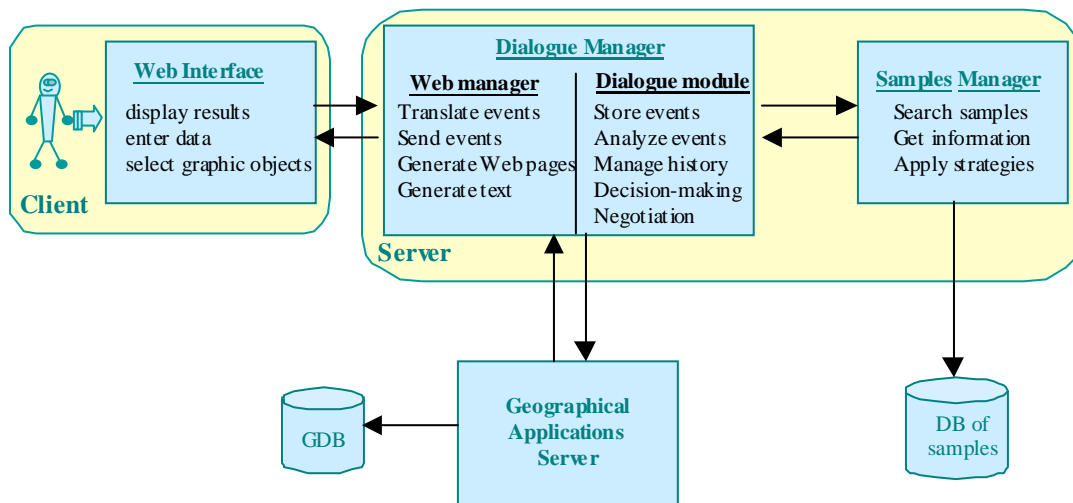 Web Interface
display results
enter data
select graphic objects
Client
Dialogue Manager
Web manager
Translate events
Send events
Generate Web pages
Generate text
Dialogue module
Store events
Analyze events
Manage history
Decision-making
Negotiation
Server
Samples Manager
Search samples
Get information
Apply strategies
GDB
Geographical
Applications
Server
DB of
samples